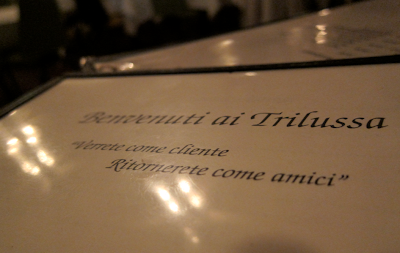 Benvenuti ai Trilussa
"Verrete come cliente
Ritornerete come amici"